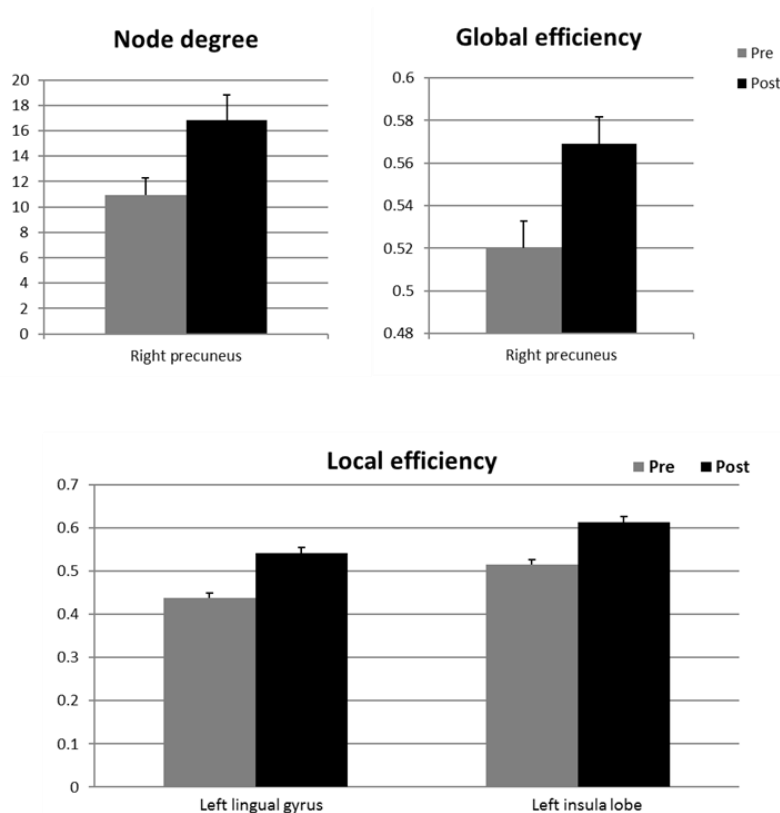 Node degree
20
18
16
14
12
10
8
6
4
2
0
Right precuneus
Global efficiency
Pre
Post
0.6
0.58
0.56
0.54
0.52
0.5
0.48
Right precuneus
Local efficiency
Pre Post
0.7
0.6
0.5
0.4
0.3
0.2
0.1
0
Left lingual gyrus Left insula lobe